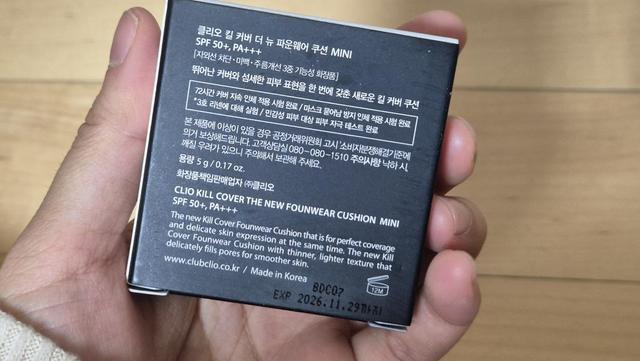 클리오 킬 커버 더 뉴 파운웨어 쿠션 MINI
SPF 50+, PA+++
[자외선 차단·미백·주름개선 3중 기능성 화장품]
뛰어난 커버와 섬세한 피부 표현을 한 번에 갖춘 새로운 킬 커버 쿠션
72시간 커버 지속 인체 적용 시험 완료 / 마스크 묻어남 방지 인체 적용 시험 완료
*3호 리넨에 대해 실험 / 민감성 피부 대상 피부 자극 테스트 완료
본 제품에 이상이 있을 경우 공정거래위원회 고시 '소비자분쟁해결기준'에
의거 보상해드립니다. 고객상담실 080-080-1510 주의사항 낙하 시,
깨질 우려가 있으니 주의해서 보관해 주세요.
용량 5 g / 0.17 oz.
화장품책임판매업자 ㈜클리오
CLIO KILL COVER THE NEW FOUNWEAR CUSHION MINI
SPF 50+, PA+++
The new Kill Cover Founwear Cushion that is for perfect coverage
and delicate skin expression at the same time. The new Kill
Cover Founwear Cushion with thinner, lighter texture that
delicately fills pores for smoother skin.
www.clubclio.co.kr / Made in Korea
12M
BDC07
EXP 2026.11.29까지